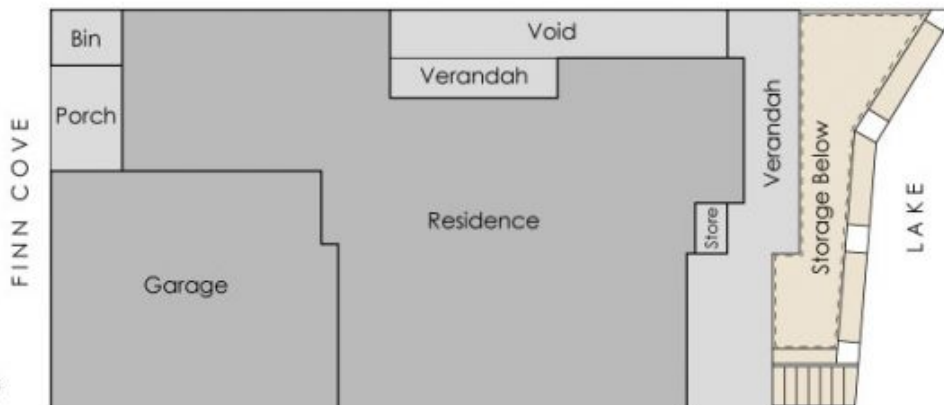 Bin
Void
Verandah
Porch
FINN COVE
Verandah
Storage Below
LAKE
Residence
Store
Garage